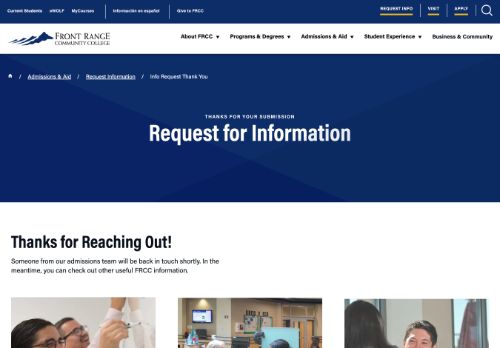 Current Students eWOLF MyCourses Información en español Give to FRCC REQUEST INFO VISIT APPLY
FRONT RANGE
COMMUNITY COLLEGE
About FRCC ▼ Programs & Degrees ▼ Admissions & Aid ▼ Student Experience ▼ Business & Community
/ Admissions & Aid / Request Information / Info Request Thank You
THANKS FOR YOUR SUBMISSION
Request for Information
Thanks for Reaching Out!
Someone from our admissions team will be back in touch shortly. In the
meantime, you can check out other useful FRCC information.